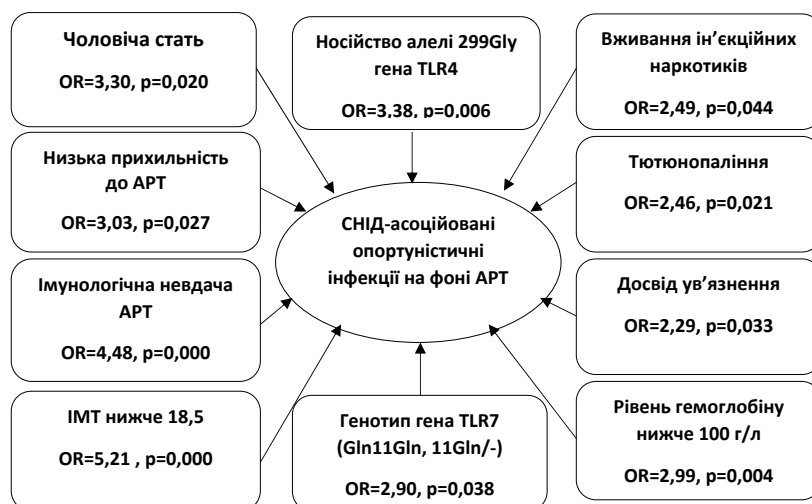 Чоловіча стать
OR=3,30, p=0,020
Носійство алелі 299Gly
гена TLR4
OR=3,38, p=0,006
Вживання ін’єкційних
наркотиків
OR=2,49, p=0,044
Низька прихильність
до АРТ
OR=3,03, p=0,027
Тютюнопаління
OR=2,46, p=0,021
СНІД-асоційовані
опортуністичні
інфекції на фоні АРТ
Імунологічна невдача
АРТ
OR=4,48, p=0,000
Досвід ув’язнення
OR=2,29, p=0,033
ІМТ нижче 18,5
OR=5,21 , p=0,000
Генотип гена TLR7
(Gln11Gln, 11Gln/-)
OR=2,90, p=0,038
Рівень гемоглобіну
нижче 100 г/л
OR=2,99, p=0,004